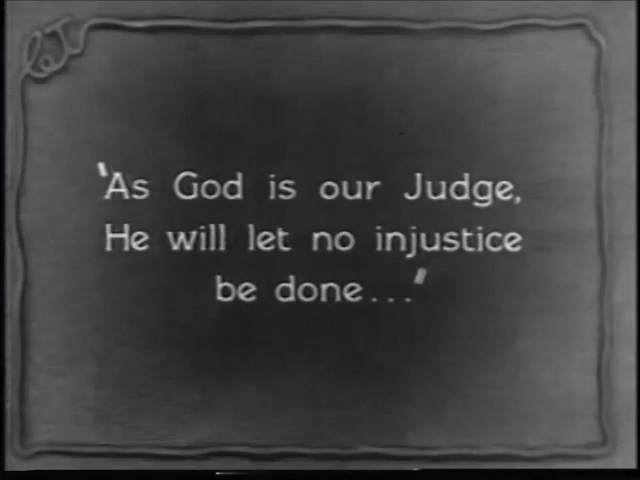 'As God is our Judge,
He will let no injustice
be done...'